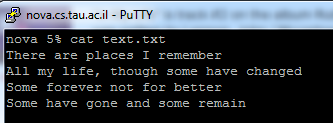 nova.cs.tau.ac.il - PuTTY
nova 5% cat text.txt
There are places I remember
All my life, though some have changed
Some forever not for better
Some have gone and some remain